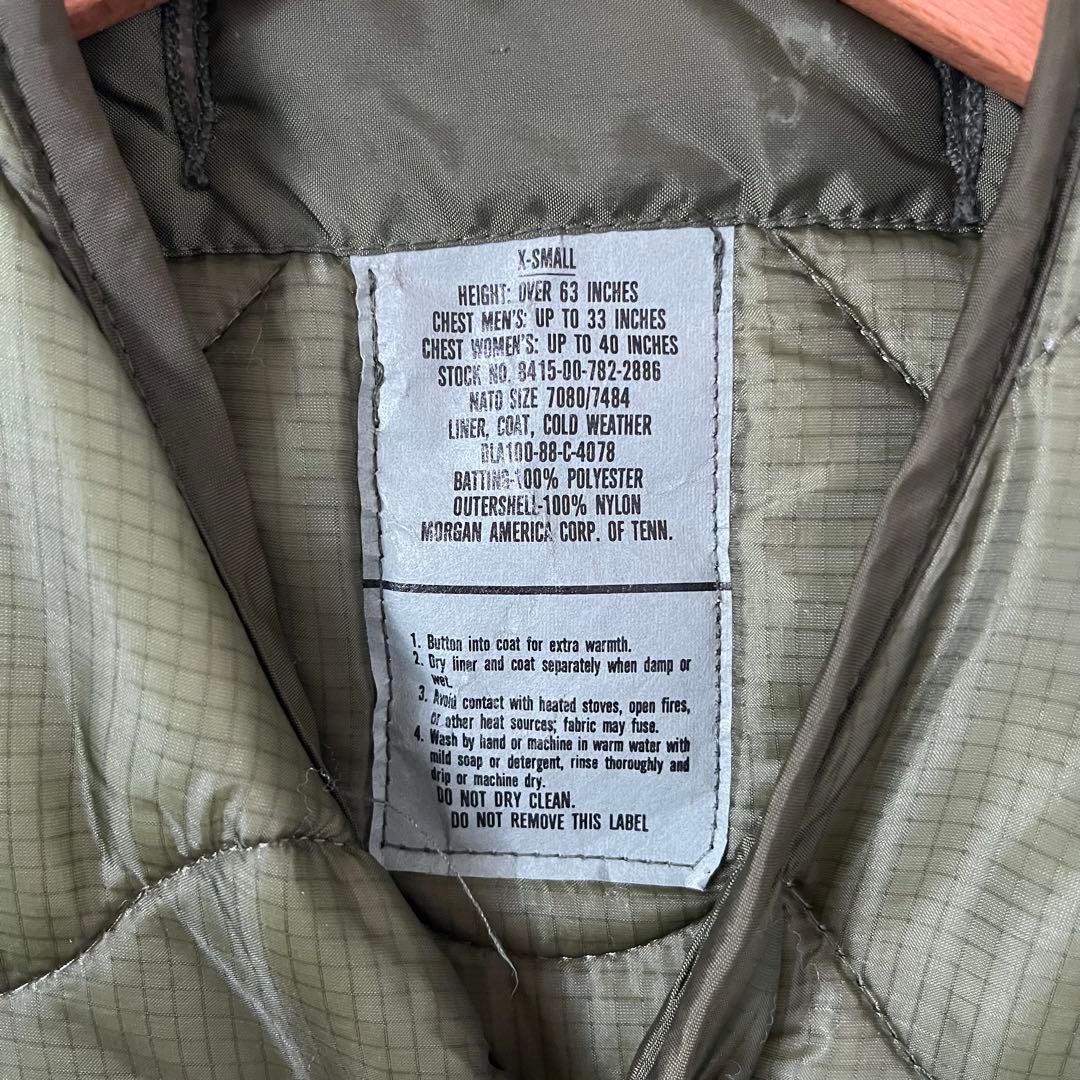 X-SMALL
HEIGHT: OVER 63 INCHES
CHEST MEN'S: UP TO 33 INCHES
CHEST WOMEN'S: UP TO 40 INCHES
STOCK NO. 8415-00-782-2886
NATO SIZE 7080/7484
LINER, COAT, COLD WEATHER
DLA100-88-C-4078
BATTING-100% POLYESTER
OUTERSHELL-100% NYLON
MORGAN AMERICA CORP. OF TENN.
1. Button into coat for extra warmth.
2. Dry liner and coat separately when damp or
wet.
3. Avoid contact with heated stoves, open fires,
or other heat sources; fabric may fuse.
4. Wash by hand or machine in warm water with
mild soap or detergent, rinse thoroughly and
drip or machine dry.
DO NOT DRY CLEAN.
DO NOT REMOVE THIS LABEL